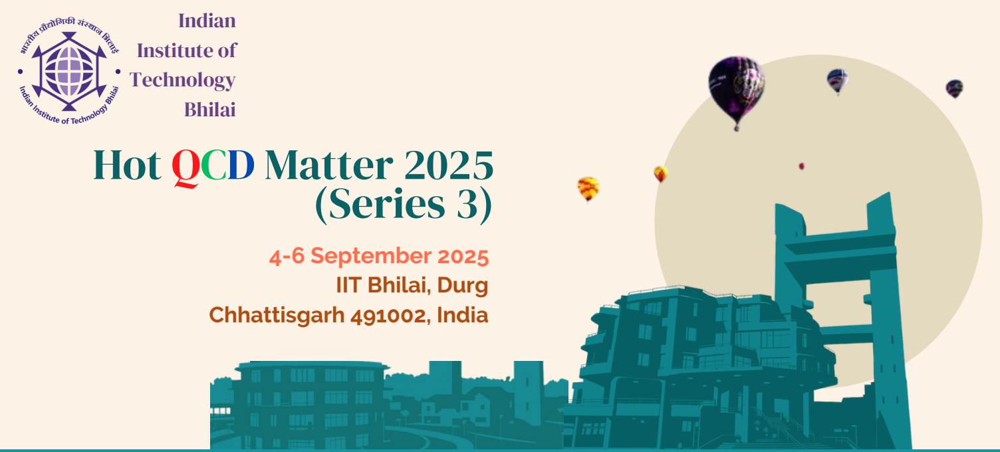 भारतीय प्रौद्योगिकी संस्थान भिलाई
Indian Institute of Technology Bhilai
Indian
Institute of
Technology
Bhilai
Hot QCD Matter 2025
(Series 3)
4-6 September 2025
IIT Bhilai, Durg
Chhattisgarh 491002, India